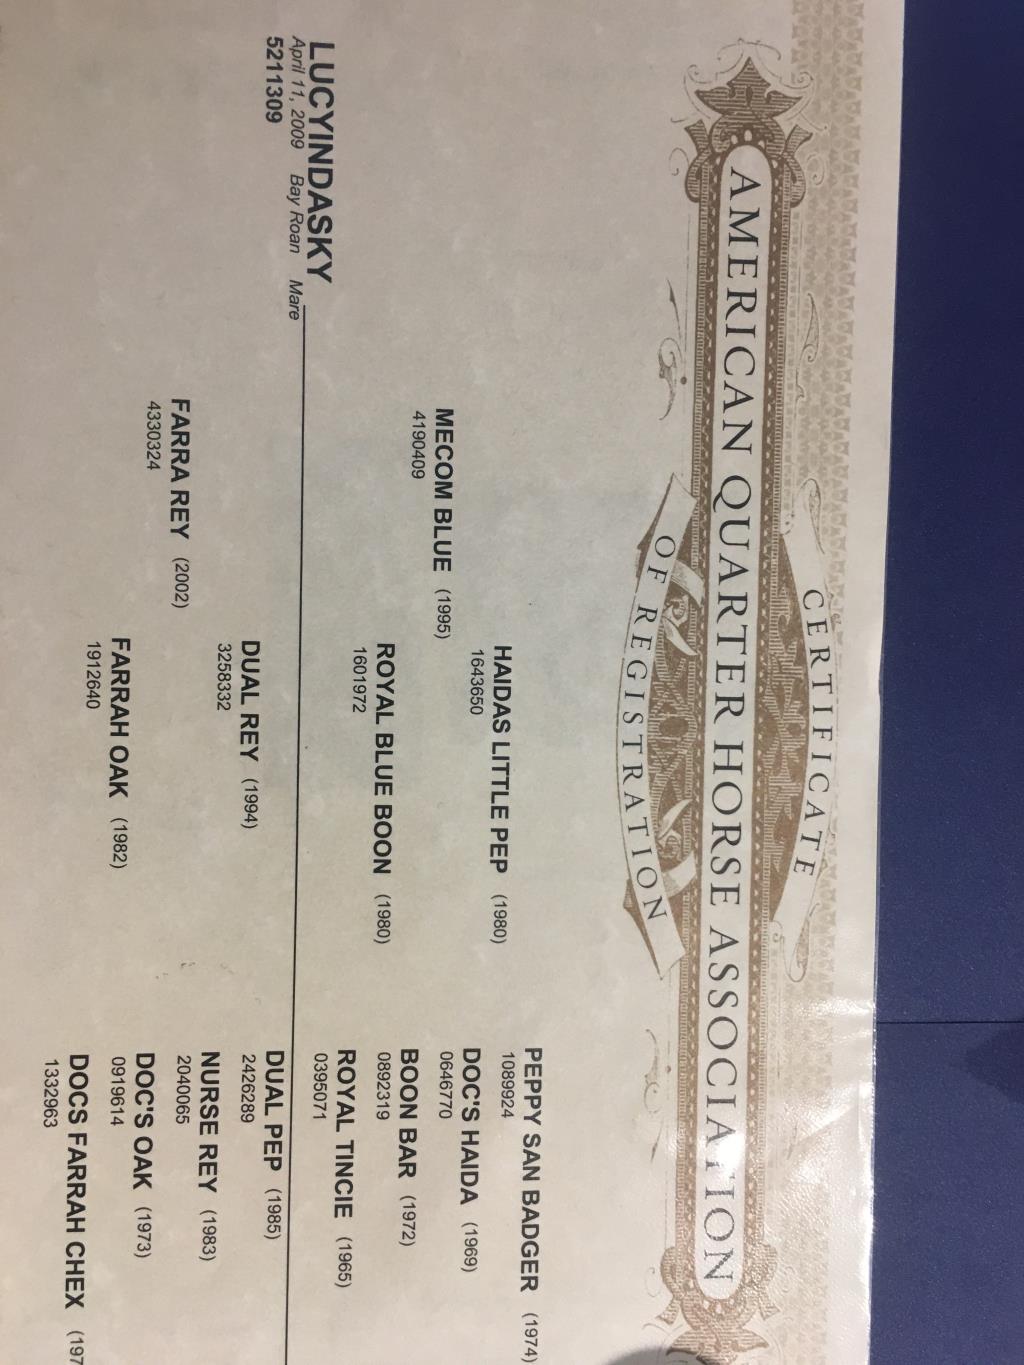 CERTIFICATE
AMERICAN QUARTER HORSE ASSOCIATION
OF REGISTRATION
PEPPY SAN BADGER (1974)
1089924
HAIDAS LITTLE PEP (1980)
1643650
DOC'S HAIDA (1969)
0646770
MECOM BLUE (1995)
4190409
BOON BAR (1972)
0892319
ROYAL BLUE BOON (1980)
1601972
ROYAL TINCIE (1965)
0395071
LUCYINDASKY
April 11, 2009 Bay Roan Mare
5211309
DUAL PEP (1985)
2426289
DUAL REY (1994)
3258332
NURSE REY (1983)
2040065
FARRA REY (2002)
4330324
DOC'S OAK (1973)
0919614
FARRAH OAK (1982)
1912640
DOCS FARRAH CHEX (197
1332963